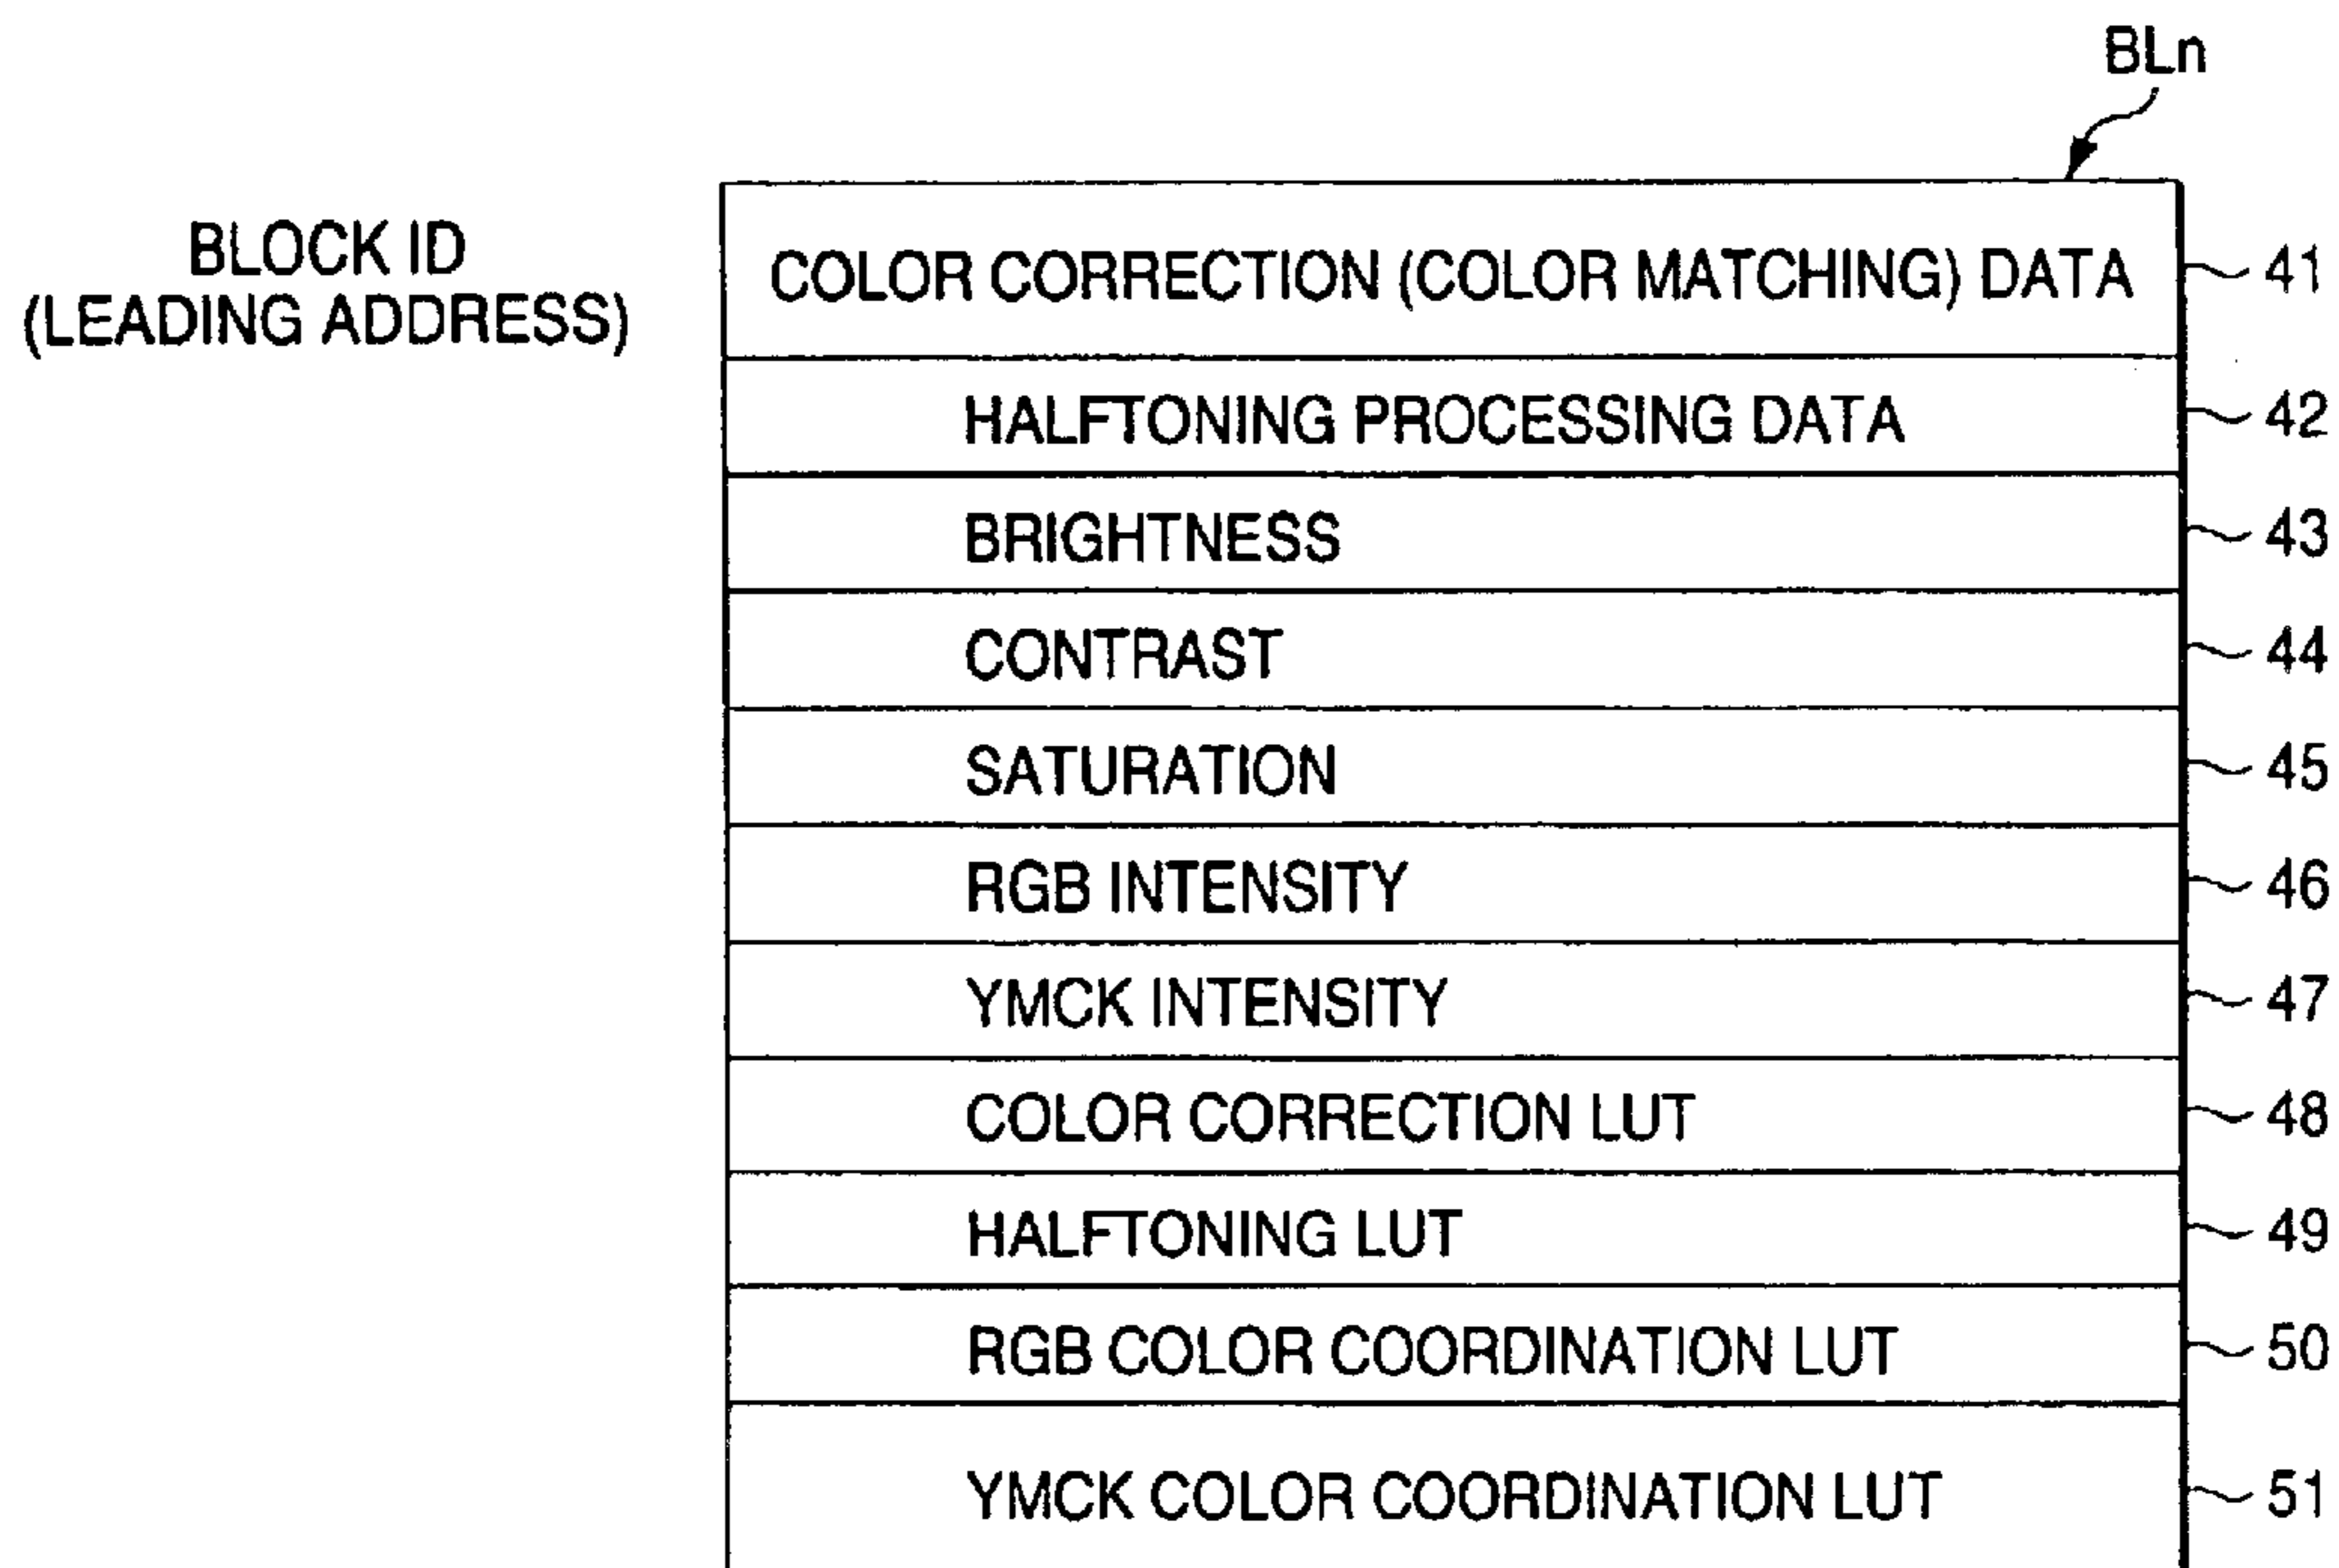 BLn
BLOCK ID
(LEADING ADDRESS)
COLOR CORRECTION (COLOR MATCHING) DATA 41
HALFTONING PROCESSING DATA 42
BRIGHTNESS 43
CONTRAST 44
SATURATION 45
RGB INTENSITY 46
YMCK INTENSITY 47
COLOR CORRECTION LUT 48
HALFTONING LUT 49
RGB COLOR COORDINATION LUT 50
YMCK COLOR COORDINATION LUT 51